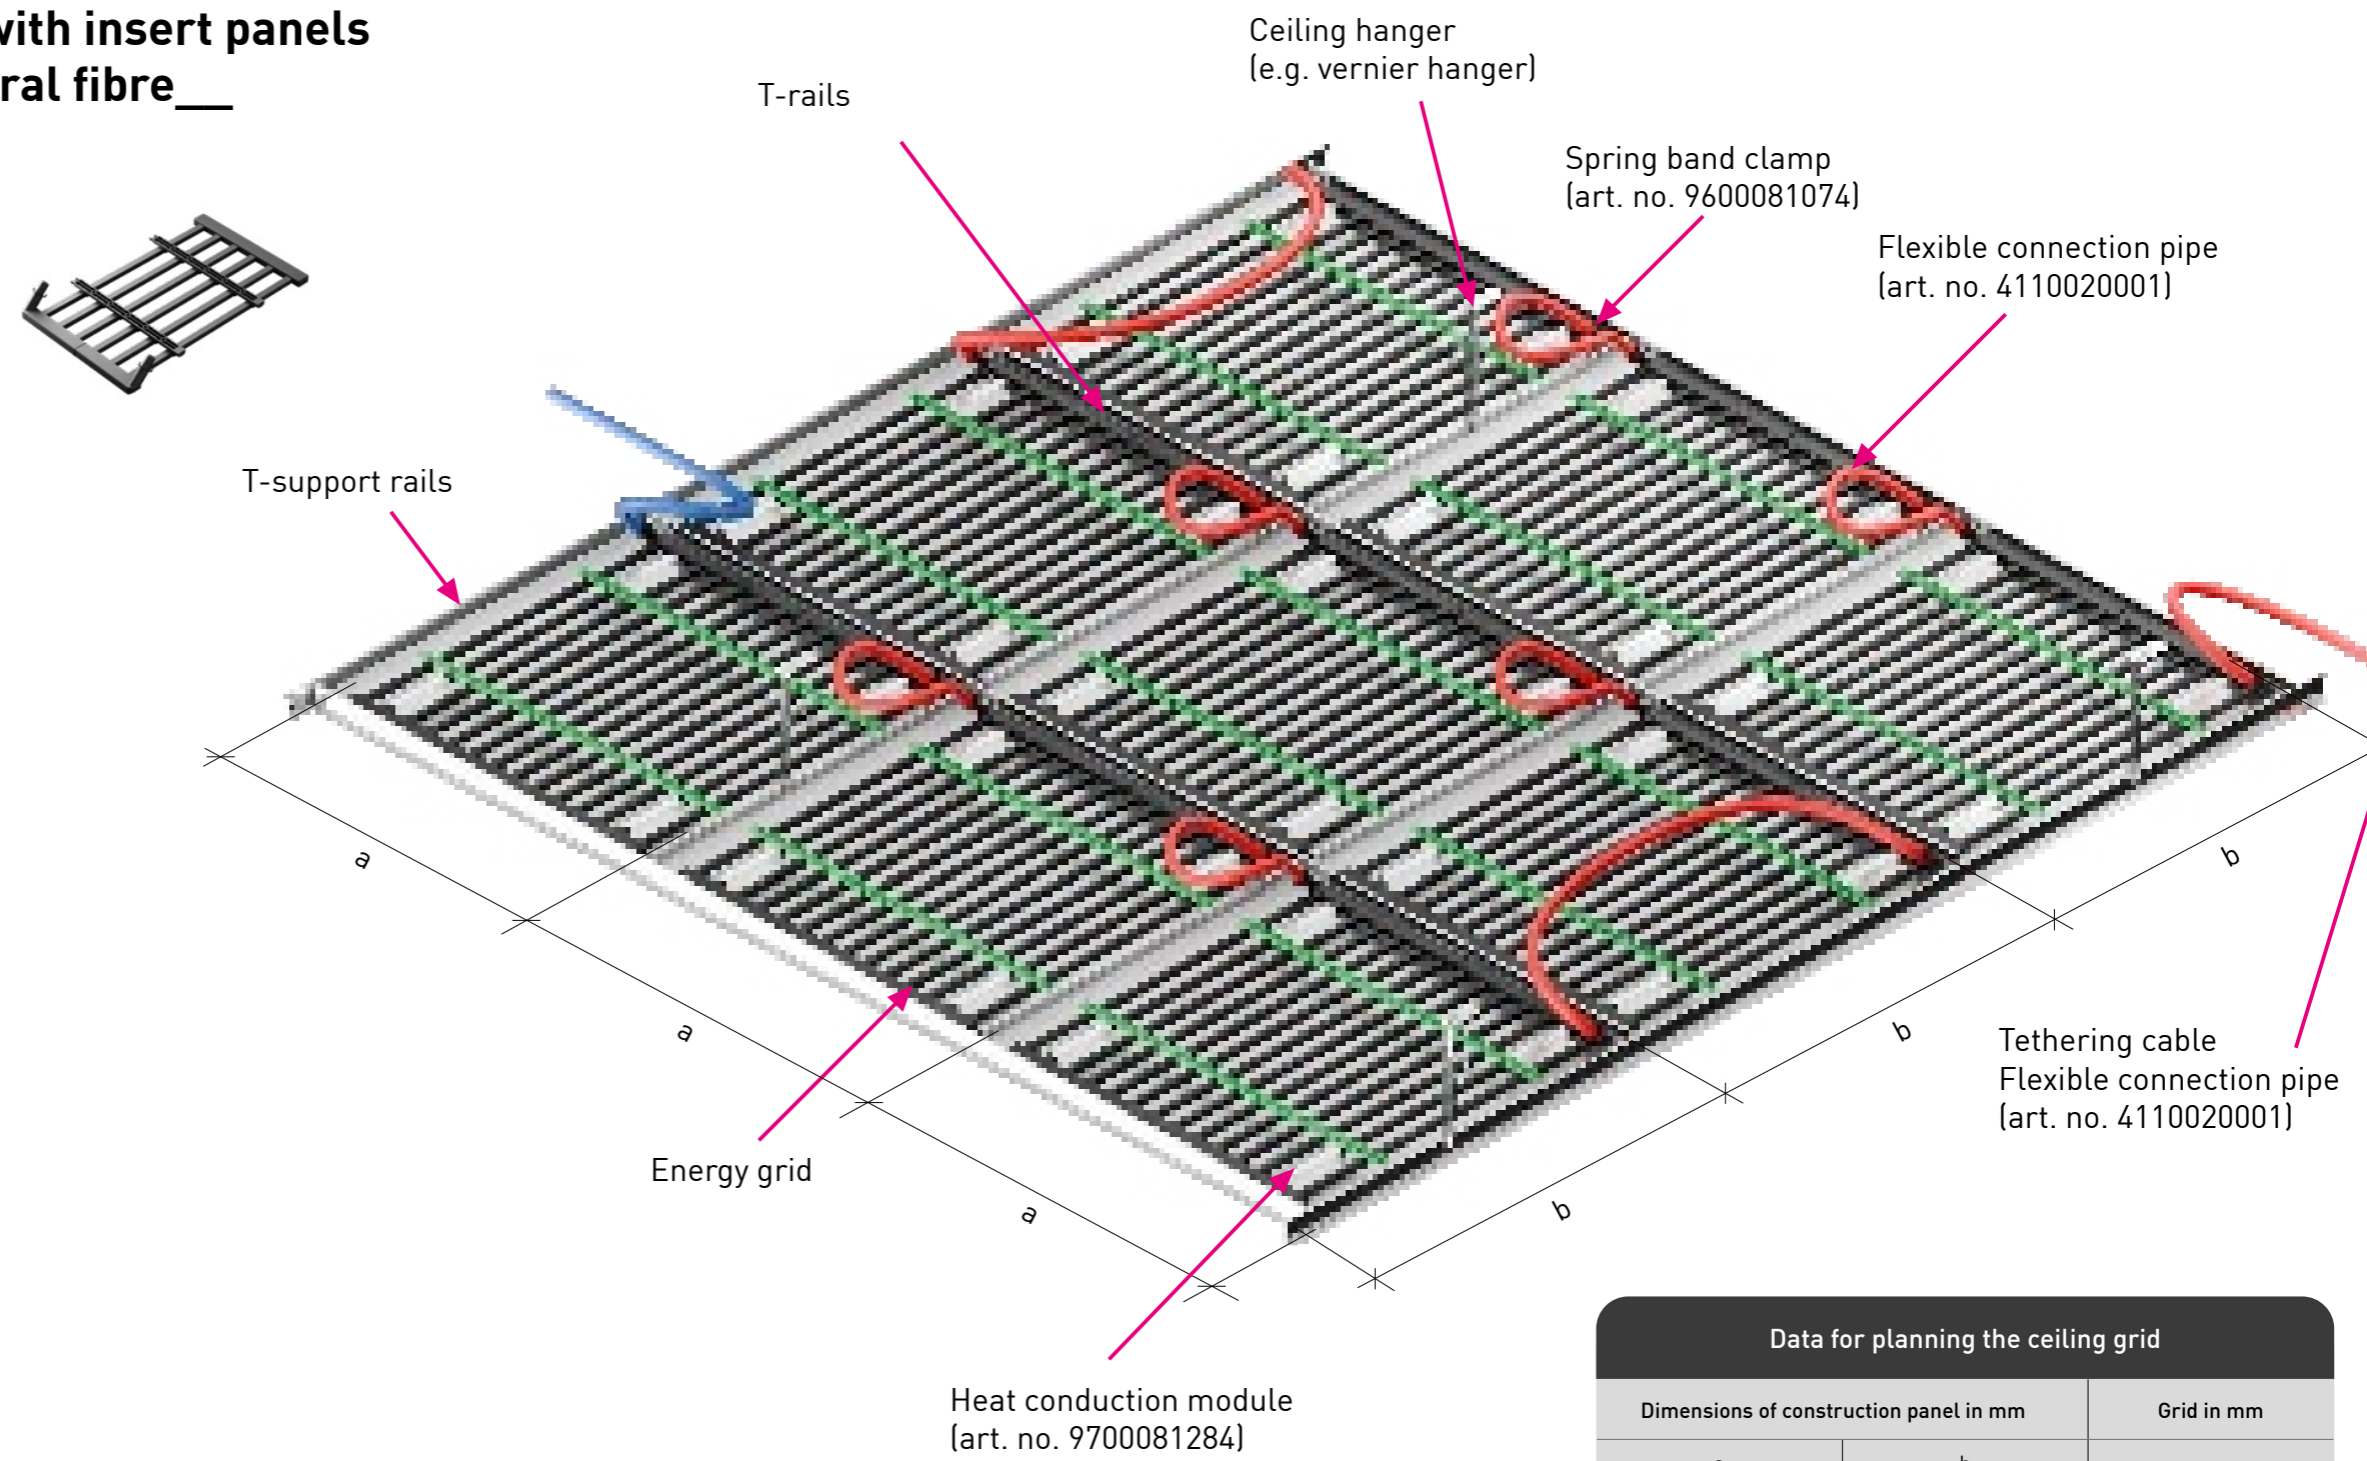 with insert panels
ral fibre__
Ceiling hanger
(e.g. vernier hanger)
T-rails
Spring band clamp
(art. no. 9600081074)
Flexible connection pipe
(art. no. 4110020001)
T-support rails
a
a
a
b
b
b
Energy grid
Tethering cable
Flexible connection pipe
(art. no. 4110020001)
Heat conduction module
(art. no. 9700081284)
Data for planning the ceiling grid
Dimensions of construction panel in mm
Grid in mm